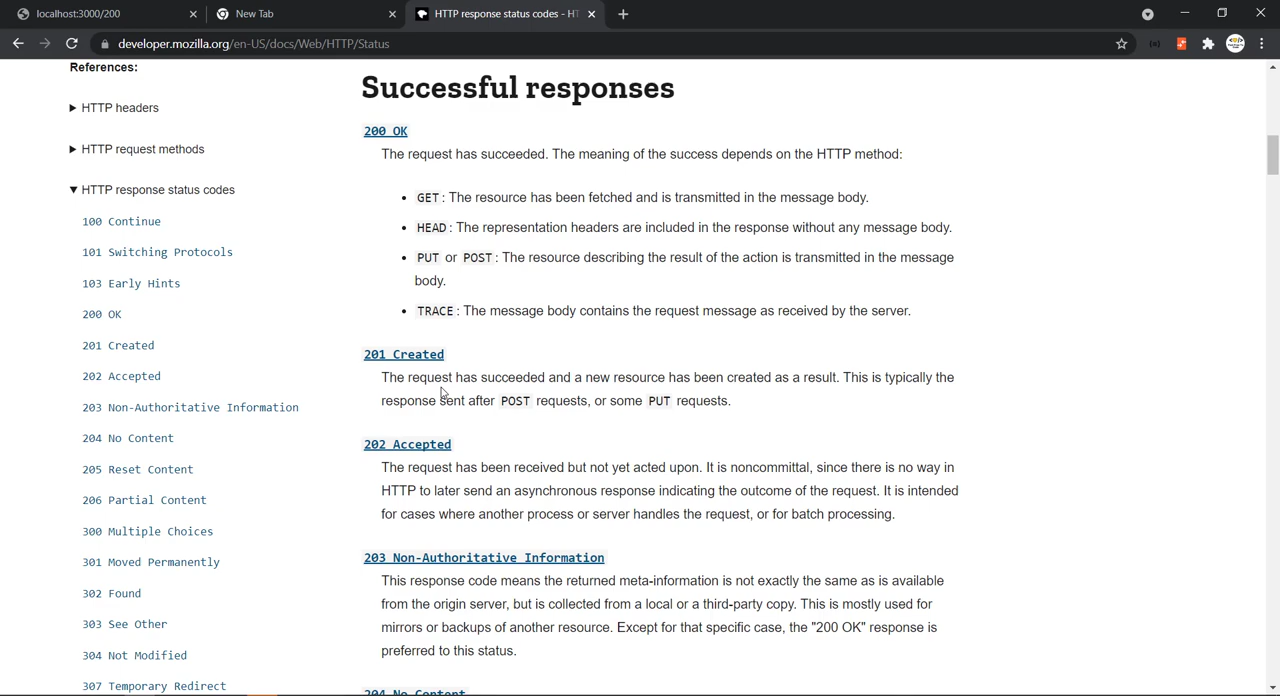 localhost:3000/200
New Tab
HTTP response status codes - HT
developer.mozilla.org/en-US/docs/Web/HTTP/Status
References:
HTTP headers
HTTP request methods
HTTP response status codes
100 Continue
101 Switching Protocols
103 Early Hints
200 OK
201 Created
202 Accepted
203 Non-Authoritative Information
204 No Content
205 Reset Content
206 Partial Content
300 Multiple Choices
301 Moved Permanently
302 Found
303 See Other
304 Not Modified
307 Temporary Redirect
Successful responses
200 OK
The request has succeeded. The meaning of the success depends on the HTTP method:
• GET: The resource has been fetched and is transmitted in the message body.
• HEAD: The representation headers are included in the response without any message body.
• PUT or POST: The resource describing the result of the action is transmitted in the message
body.
• TRACE: The message body contains the request message as received by the server.
201 Created
The request has succeeded and a new resource has been created as a result. This is typically the
response sent after POST requests, or some PUT requests.
202 Accepted
The request has been received but not yet acted upon. It is noncommittal, since there is no way in
HTTP to later send an asynchronous response indicating the outcome of the request. It is intended
for cases where another process or server handles the request, or for batch processing.
203 Non-Authoritative Information
This response code means the returned meta-information is not exactly the same as is available
from the origin server, but is collected from a local or a third-party copy. This is mostly used for
mirrors or backups of another resource. Except for that specific case, the "200 OK" response is
preferred to this status.
204 No Content